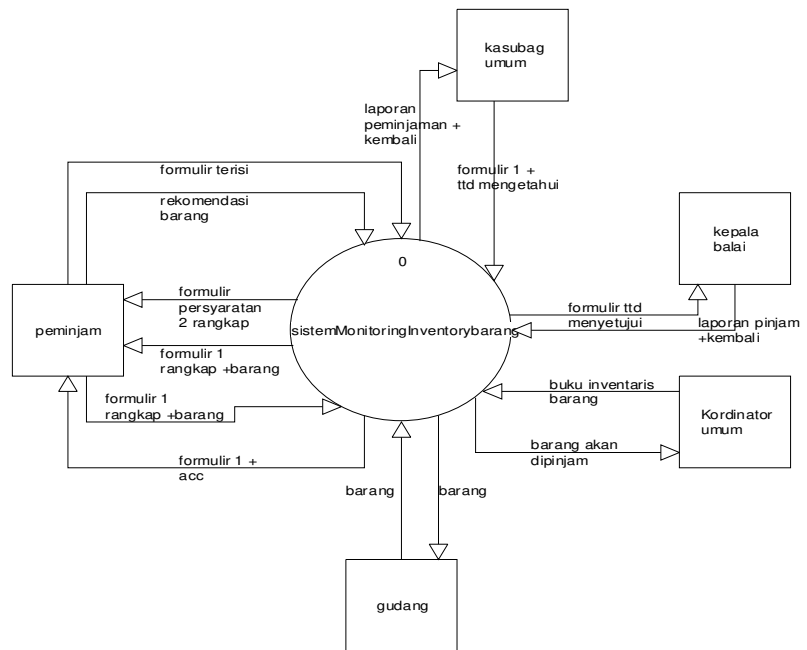 kasubag
umum
laporan
peminjaman +
kembali
formulir 1 +
ttd mengetahui
formulir terisi
rekomendasi
barang
kepala
balai
0
formulir
persyaratan
2 rangkap
peminjam
sistemMonitoringInventorybarang
formulir ttd
menyetujui
laporan pinjam
+kembali
formulir 1
rangkap +barang
formulir 1
rangkap +barang
buku inventaris
barang
Kordinator
umum
barang akan
dipinjam
formulir 1 +
acc
barang
barang
gudang